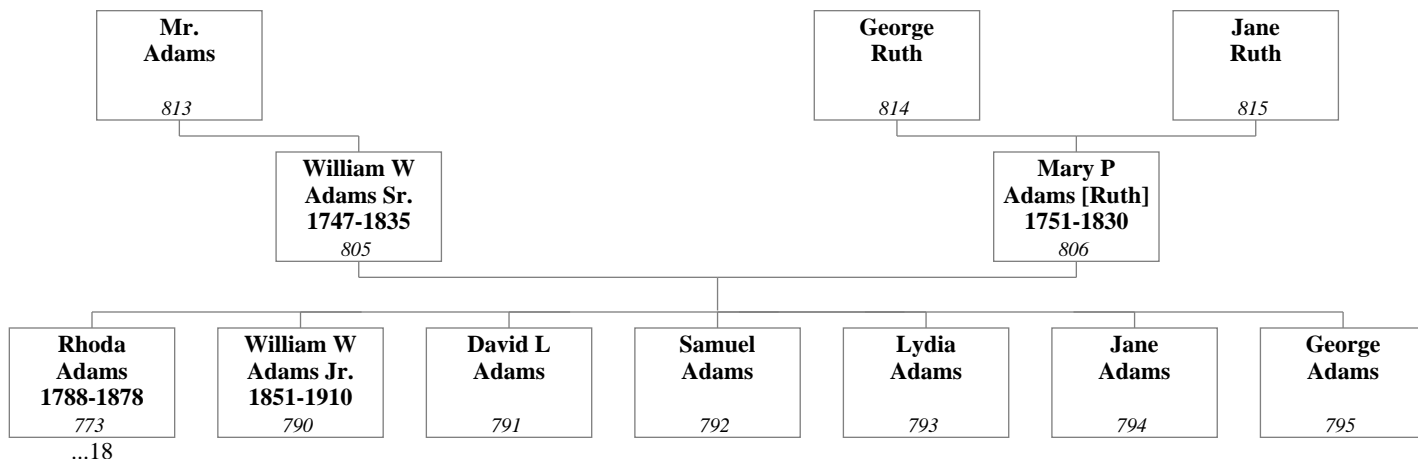 Mr.
Adams
813
George
Ruth
814
Jane
Ruth
815
William W
Adams Sr.
1747-1835
805
Mary P
Adams [Ruth]
1751-1830
806
Rhoda
Adams
1788-1878
773
...18
William W
Adams Jr.
1851-1910
790
David L
Adams
791
Samuel
Adams
792
Lydia
Adams
793
Jane
Adams
794
George
Adams
795